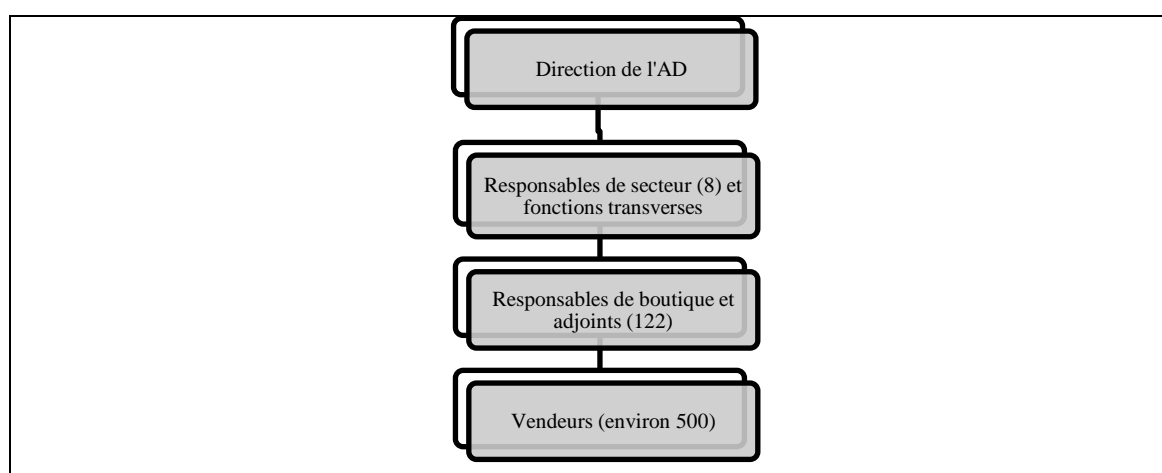 Direction de l'AD
Responsables de secteur (8) et
fonctions transverses
Responsables de boutique et
adjoints (122)
Vendeurs (environ 500)